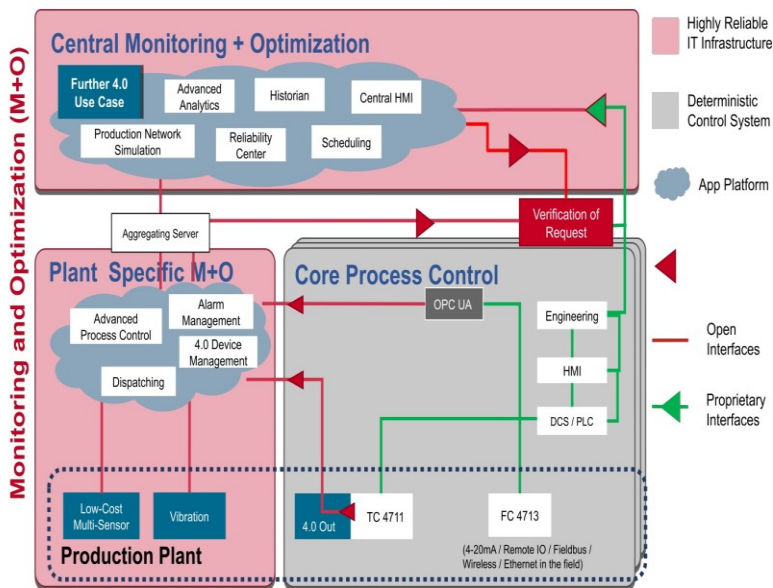 Monitoring and Optimization (M+O)
Central Monitoring + Optimization
Further 4.0
Use Case
Advanced
Analytics
Historian
Central HMI
Production Network
Simulation
Reliability
Center
Scheduling
Highly Reliable
IT Infrastructure
Deterministic
Control System
App Platform
Aggregating Server
Verification of
Request
Plant Specific M+O
Advanced
Process Control
Alarm
Management
4.0 Device
Management
Dispatching
Core Process Control
OPC UA
Engineering
HMI
DCS / PLC
Open
Interfaces
Proprietary
Interfaces
Low-Cost
Multi-Sensor
Vibration
4.0 Out
TC 4711
FC 4713
(4-20mA / Remote IO / Fieldbus /
Wireless / Ethernet in the field)
Production Plant